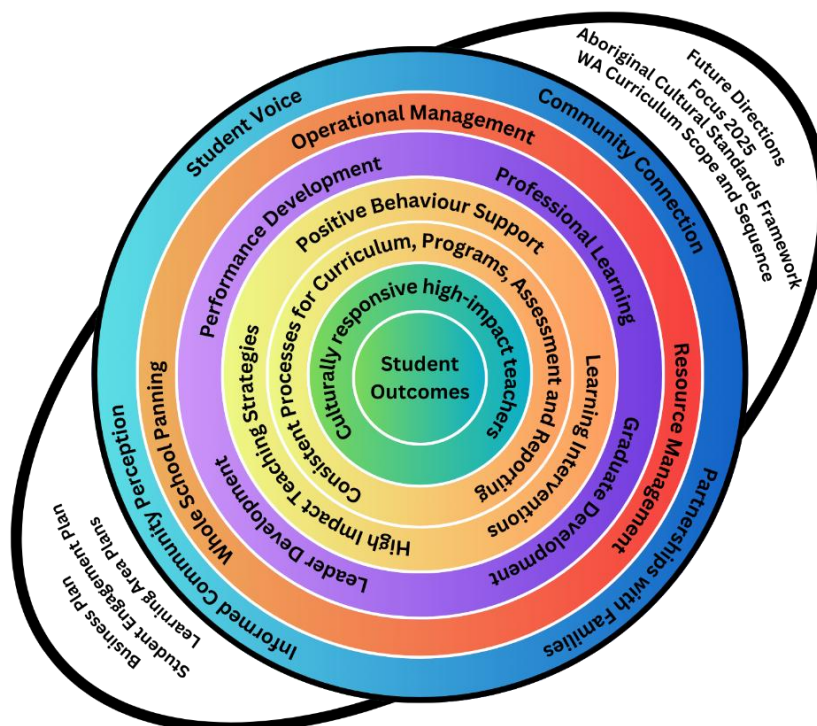 Future Directions
Focus 2025
Aboriginal Cultural Standards Framework
WA Curriculum Scope and Sequence
Student Voice
Community Connection
Partnerships with Families
Informed Community Perception
Operational Management
Resource Management
Whole School Planning
Performance Development
Professional Learning
Graduate Development
Leader Development
Positive Behaviour Support
Learning Interventions
High Impact Teaching Strategies
Consistent Processes for Curriculum, Programs, Assessment and Reporting
Culturally responsive high-impact teachers
Student
Outcomes
Learning Area Plans
Student Engagement Plan
Business Plan